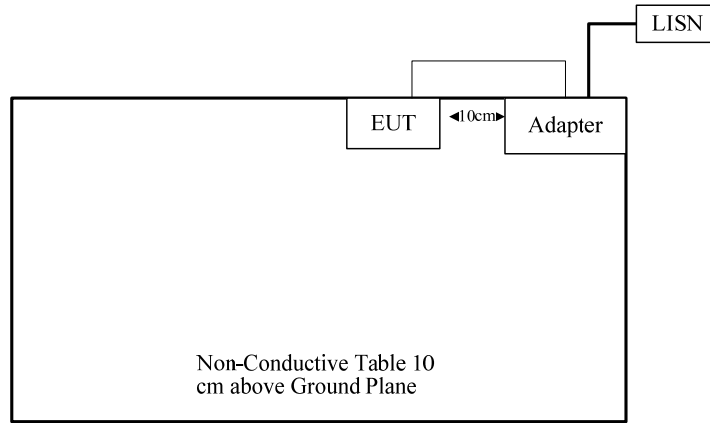 LISN
EUT
10cm
Adapter
Non-Conductive Table 10
cm above Ground Plane